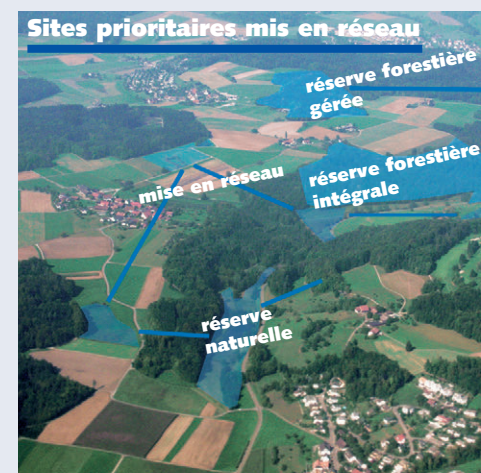 Sites prioritaires mis en réseau
réserve forestière
gérée
réserve forestière
intégrale
mise en réseau
réserve
naturelle